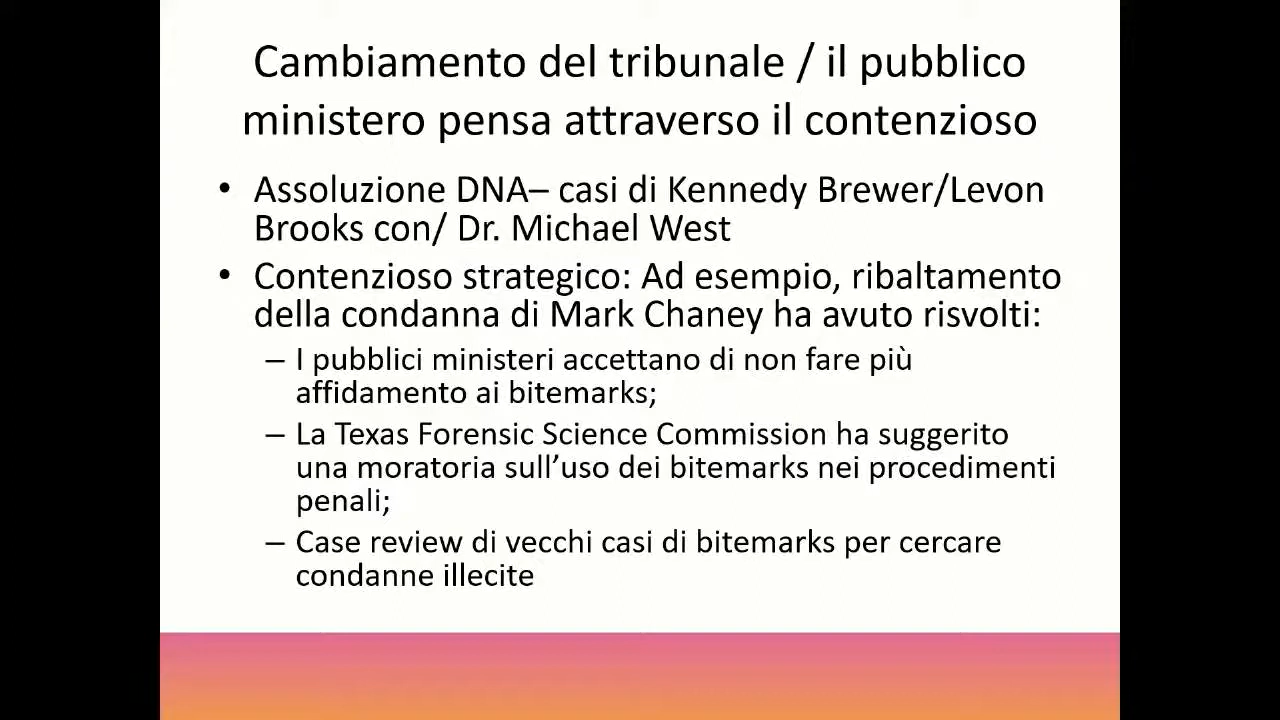 Cambiamento del tribunale / il pubblico
ministero pensa attraverso il contenzioso
• Assoluzione DNA– casi di Kennedy Brewer/Levon
Brooks con/ Dr. Michael West
• Contenzioso strategico: Ad esempio, ribaltamento
della condanna di Mark Chaney ha avuto risvolti:
– I pubblici ministeri accettano di non fare più
affidamento ai bitemarks;
– La Texas Forensic Science Commission ha suggerito
una moratoria sull’uso dei bitemarks nei procedimenti
penali;
– Case review di vecchi casi di bitemarks per cercare
condanne illecite